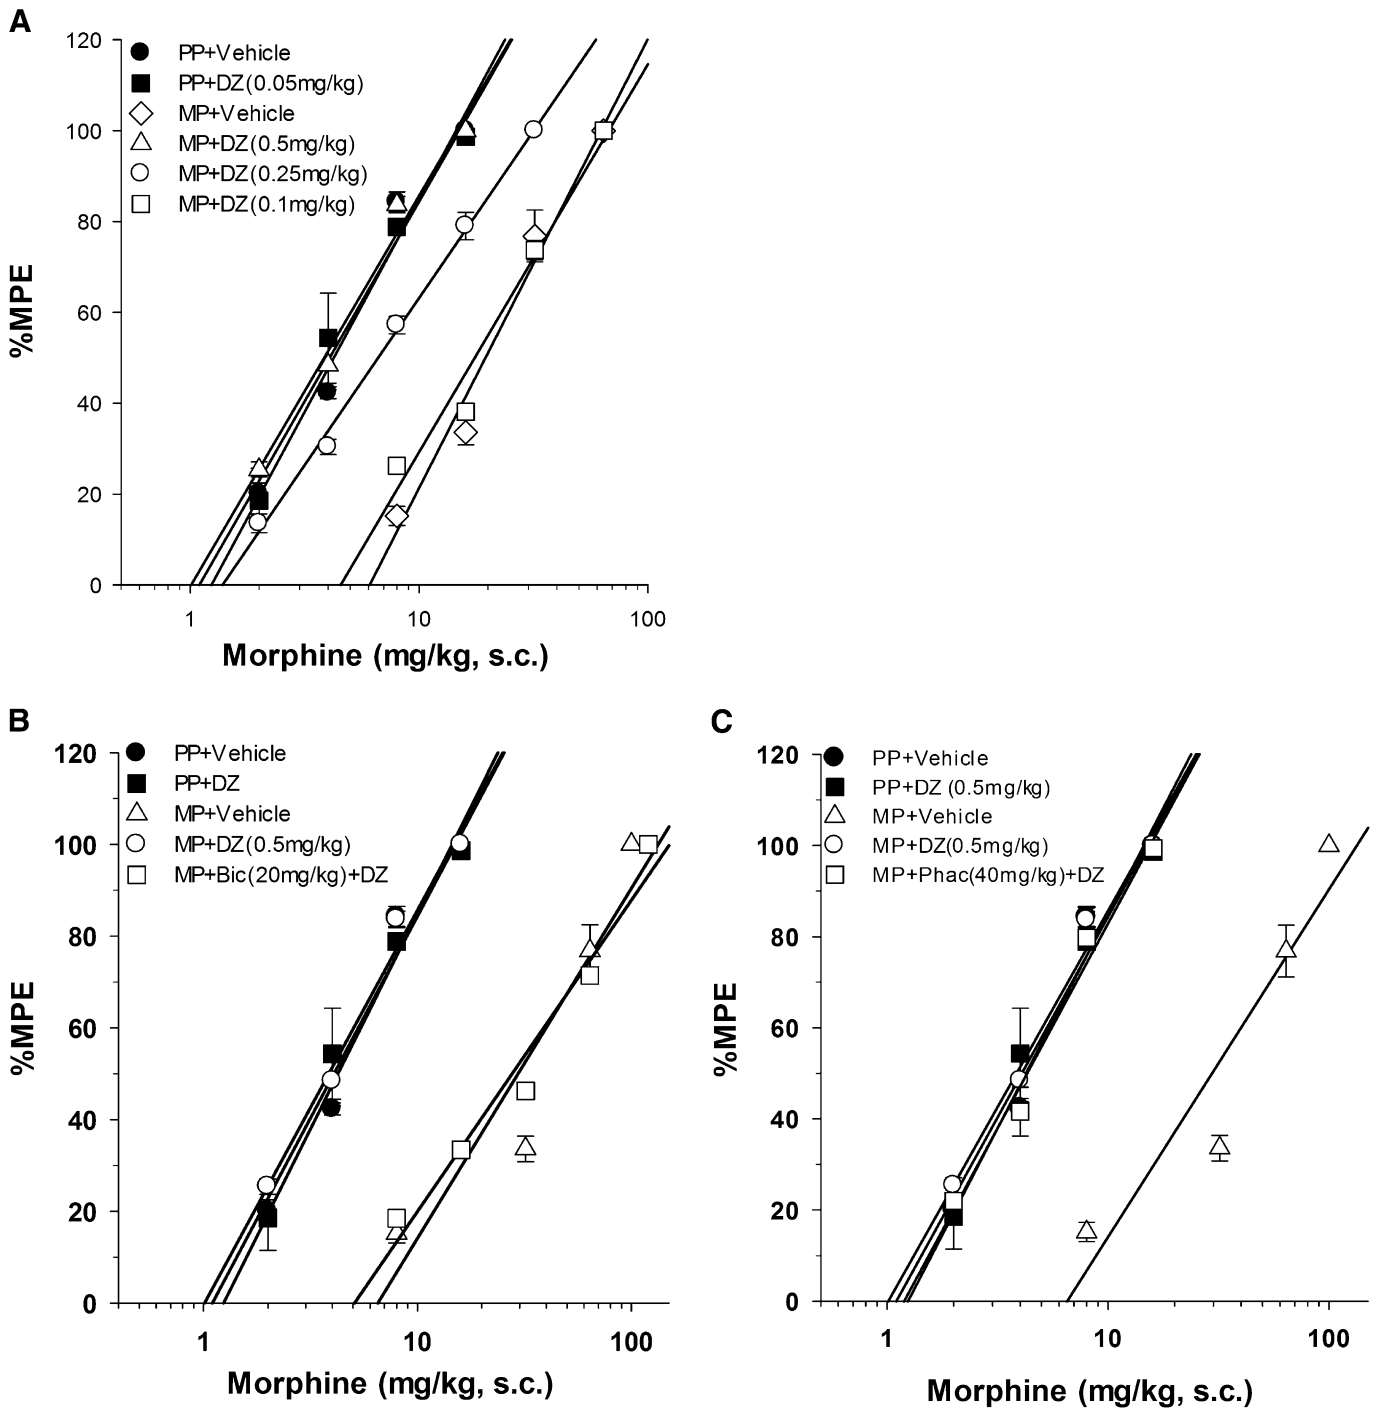 A
120
100
80
60
40
20
0
%MPE
PP+Vehicle
PP+DZ(0.05mg/kg)
MP+Vehicle
MP+DZ(0.5mg/kg)
MP+DZ(0.25mg/kg)
MP+DZ(0.1mg/kg)
1 10 100
Morphine (mg/kg, s.c.)
B
120
100
80
60
40
20
0
%MPE
PP+Vehicle
PP+DZ
MP+Vehicle
MP+DZ(0.5mg/kg)
MP+Bic(20mg/kg)+DZ
1 10 100
Morphine (mg/kg, s.c.)
C
120
100
80
60
40
20
0
%MPE
PP+Vehicle
PP+DZ (0.5mg/kg)
MP+Vehicle
MP+DZ(0.5mg/kg)
MP+Phac(40mg/kg)+DZ
1 10 100
Morphine (mg/kg, s.c.)